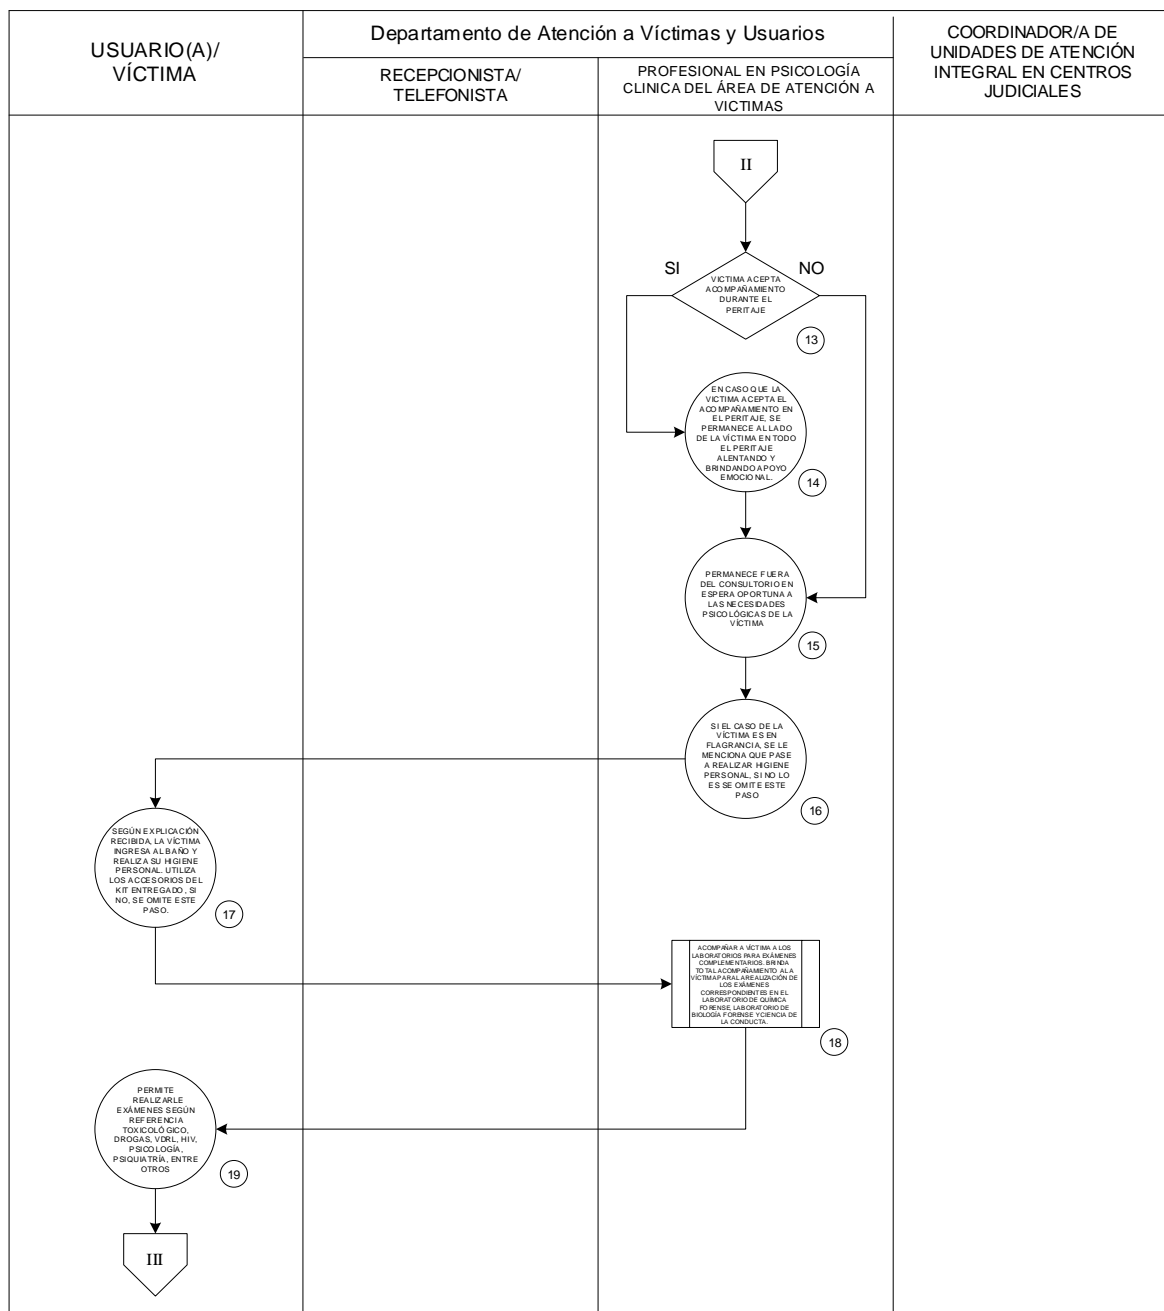 USUARIO(A)/
VÍCTIMA
Departamento de Atención a Víctimas y Usuarios
RECEPCIONISTA/
TELEFONISTA
PROFESIONAL EN PSICOLOGÍA
CLINICA DEL ÁREA DE ATENCIÓN A
VICTIMAS
COORDINADOR/A DE
UNIDADES DE ATENCIÓN
INTEGRAL EN CENTROS
JUDICIALES
II
SI
NO
VICTIMA ACEPTA
ACOMPAÑAMIENTO
DURANTE EL
PERITAJE
13
EN CASO QUE LA
VICTIMA ACEPTA EL
ACOMPAÑAMIENTO EN
EL PERITAJE, SE
PERMANECE AL LADO
DE LA VÍCTIMA EN TODO
EL PERITAJE
ALENTANDO Y
BRINDANDO APOYO
EMOCIONAL.
14
PERMANECE FUERA
DEL CONSULTORIO EN
ESPERA OPORTUNA A
LAS NECESIDADES
PSICOLÓGICAS DE LA
VÍCTIMA
15
SI EL CASO DE LA
VÍCTIMA ES EN
FLAGRANCIA, SE LE
MENCIONA QUE PASE
A REALIZAR HIGIENE
PERSONAL, SI NO LO
ES SE OMITE ESTE
PASO
16
SEGÚN EXPLICACIÓN
RECIBIDA, LA VÍCTIMA
INGRESA AL BAÑO Y
REALIZA SU HIGIENE
PERSONAL. UTILIZA
LOS ACCESORIOS DEL
KIT ENTREGADO, SI
NO, SE OMITE ESTE
PASO.
17
ACOMPAÑAR A VÍCTIMA A LOS
LABORATORIOS PARA EXÁMENES
COMPLEMENTARIOS. BRINDA
TOTAL ACOMPAÑAMIENTO A LA
VÍCTIMA PARA LA REALIZACIÓN DE
LOS EXÁMENES
CORRESPONDIENTES EN EL
LABORATORIO DE QUÍMICA
FORENSE, LABORATORIO DE
BIOLOGÍA FORENSE Y CIENCIA DE
LA CONDUCTA.
18
PERMITE
REALIZARLE
EXÁMENES SEGÚN
REFERENCIA
TOXICOLÓGICO,
DROGAS, VDRL, HIV,
PSICOLOGÍA,
PSIQUIATRÍA, ENTRE
OTROS
19
III